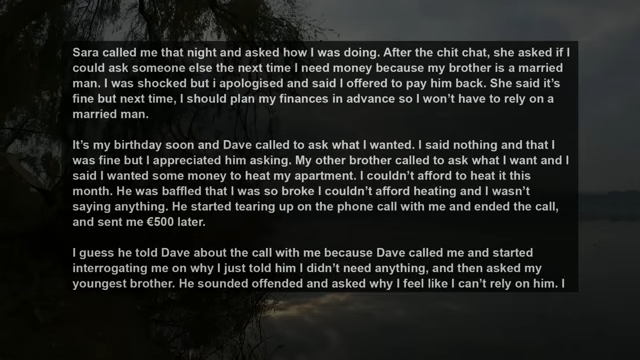 Sara called me that night and asked how I was doing. After the chit chat, she asked if I
could ask someone else the next time I need money because my brother is a married
man. I was shocked but i apologised and said I offered to pay him back. She said it's
fine but next time, I should plan my finances in advance so I won't have to rely on a
married man.
It's my birthday soon and Dave called to ask what I wanted. I said nothing and that I
was fine but I appreciated him asking. My other brother called to ask what I want and I
said I wanted some money to heat my apartment. I couldn't afford to heat it this
month. He was baffled that I was so broke I couldn't afford heating and I wasn't
saying anything. He started tearing up on the phone call with me and ended the call,
and sent me €500 later.
I guess he told Dave about the call with me because Dave called me and started
interrogating me on why I just told him I didn't need anything, and then asked my
youngest brother. He sounded offended and asked why I feel like I can't rely on him. I